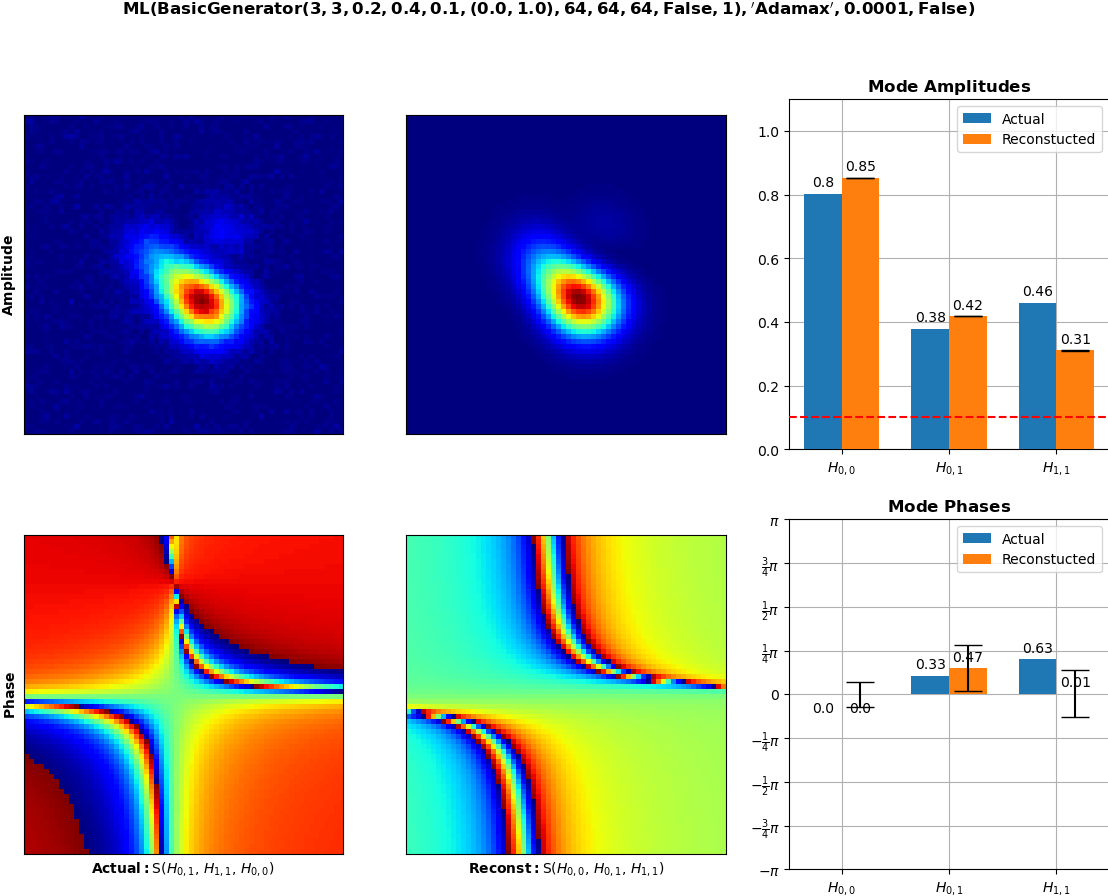 ML(BasicGenerator(3, 3, 0.2, 0.4, 0.1, (0.0, 1.0), 64, 64, 64, False, 1), ′Adamax′, 0.0001, False)
Amplitude
Mode Amplitudes
Actual
Reconstucted
1.0
0.8
0.6
0.4
0.2
0.0
0.8
0.85
0.38
0.42
0.46
0.31
H0,0
H0,1
H1,1
Phase
Actual: S(H0,1, H1,1, H0,0)
Reconst: S(H0,0, H0,1, H1,1)
Mode Phases
Actual
Reconstucted
π
3/4π
1/2π
1/4π
0
−1/4π
−1/2π
−3/4π
−π
0.0
0.0
0.33
0.47
0.63
0.01
H0,0
H0,1
H1,1